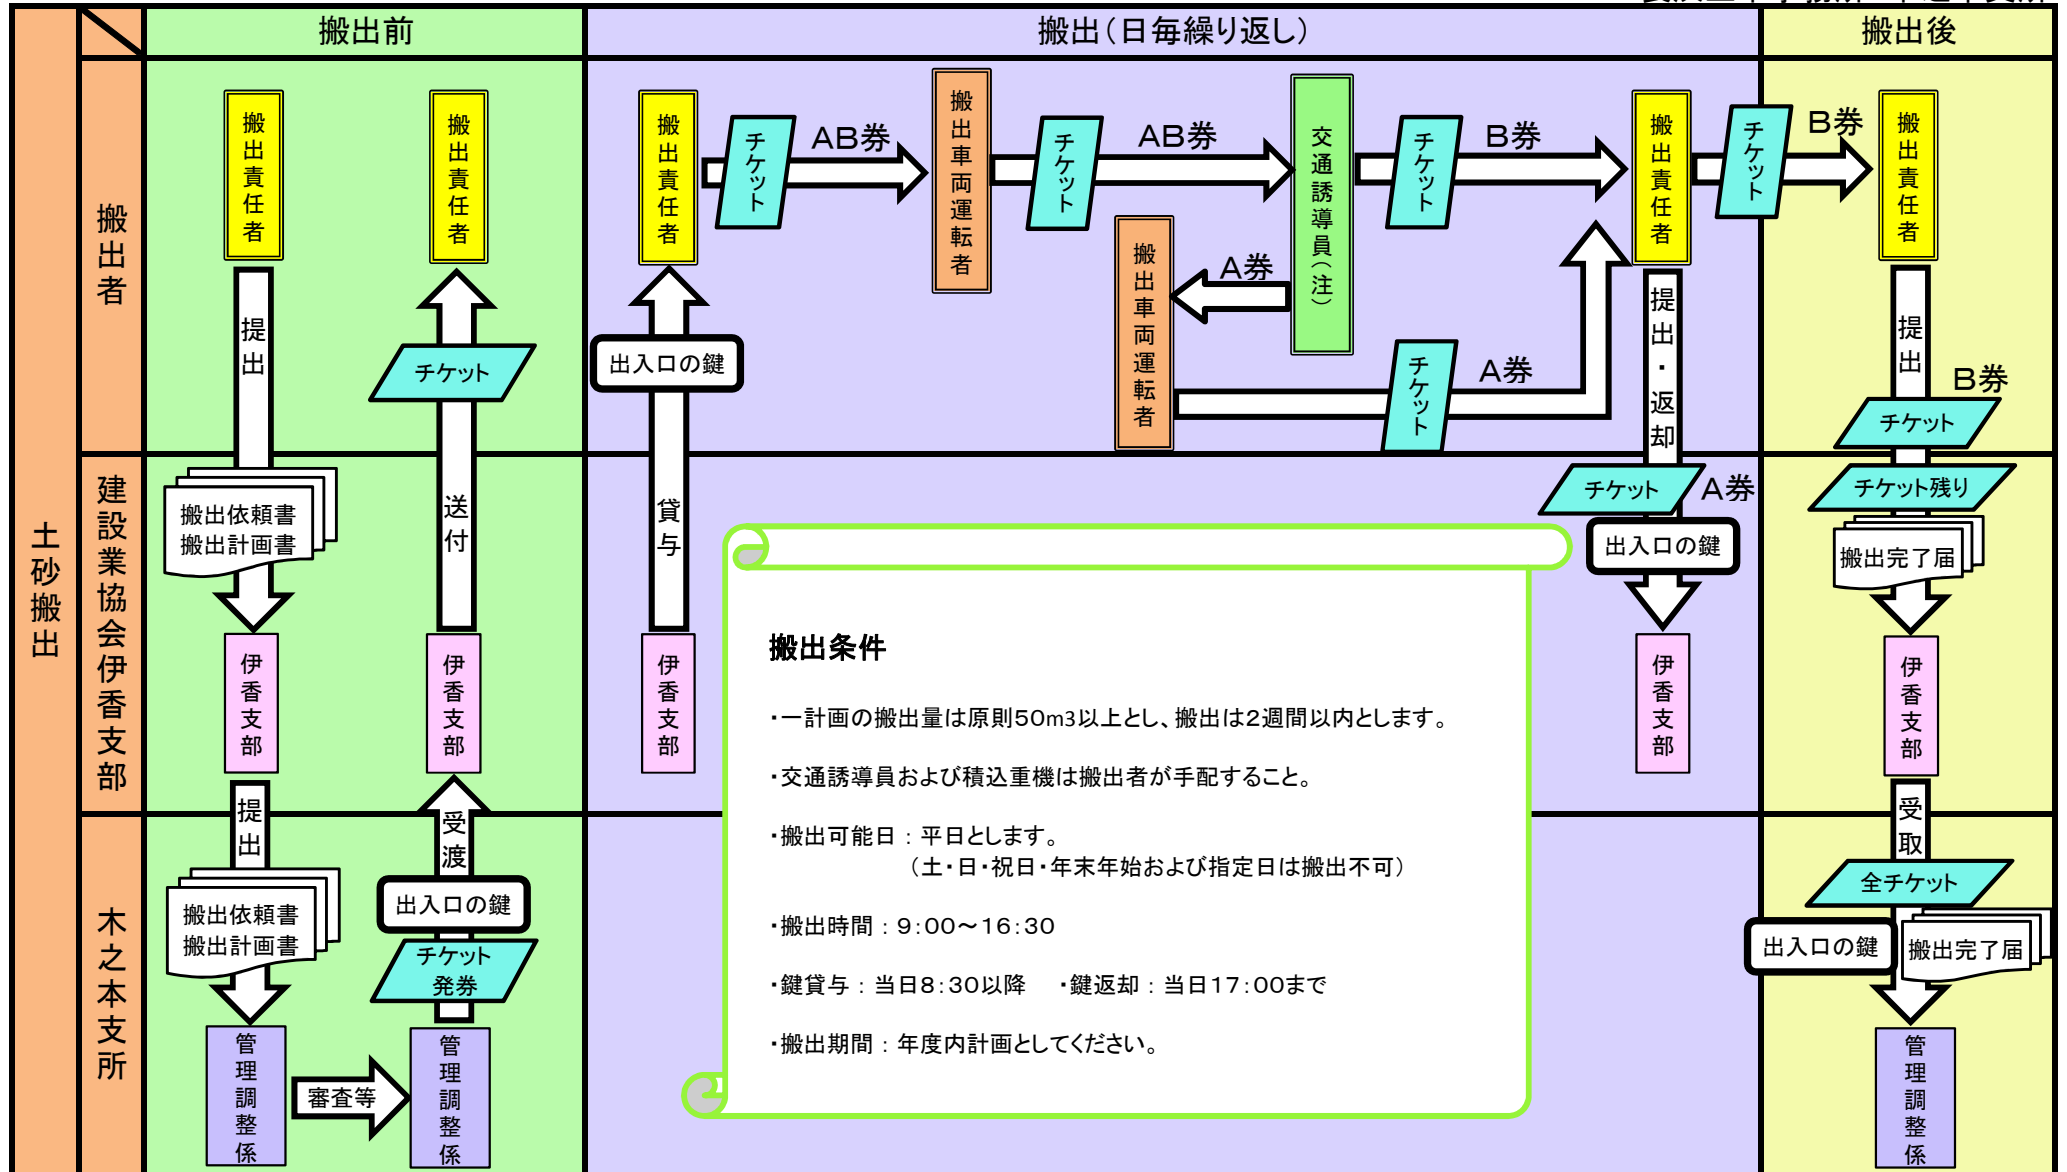 搬出前
搬出（日毎繰り返し）
搬出後
土砂搬出
搬出者
建設業協会伊香支部
木之本支所
搬出責任者
提出
搬出依頼書
搬出計画書
伊香支部
提出
搬出依頼書
搬出計画書
管理調整係
審査等
管理調整係
チケット
発券
出入口の鍵
受渡
伊香支部
送付
チケット
搬出責任者
伊香支部
貸与
出入口の鍵
搬出責任者
チケット
AB券
搬出車両運転者
チケット
AB券
交通誘導員（注）
A券
搬出車両運転者
チケット
A券
チケット
B券
搬出責任者
提出・返却
チケット
A券
出入口の鍵
伊香支部
チケット
B券
搬出責任者
提出
B券
チケット
チケット残り
搬出完了届
伊香支部
受取
全チケット
出入口の鍵
搬出完了届
管理調整係
搬出条件
・一計画の搬出量は原則50m3以上とし、搬出は2週間以内とします。
・交通誘導員および積込重機は搬出者が手配すること。
・搬出可能日：平日とします。
（土・日・祝日・年末年始および指定日は搬出不可）
・搬出時間：9：00～16：30
・鍵貸与：当日8：30以降　・鍵返却：当日17：00まで
・搬出期間：年度内計画としてください。